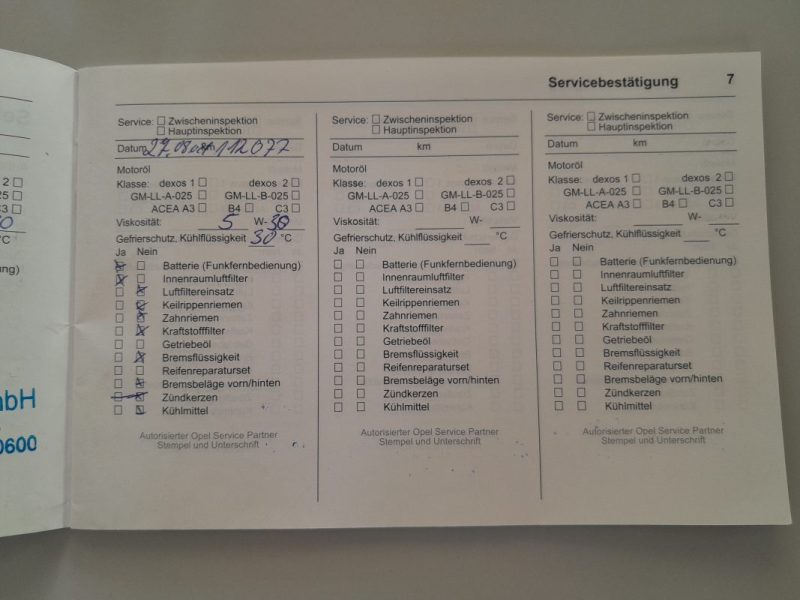 Servicebestätigung 7
2
5
3
nbH
0600
Service: Zwischeninspektion
Hauptinspektion
Datum km 112077
Motoröl
Klasse: dexos 1 dexos 2
GM-LL-A-025 GM-LL-B-025
ACEA A3 B4 C3
Viskosität: 5 W-30
Gefrierschutz, Kühlflüssigkeit 30 °C
Ja Nein
Batterie (Funkfernbedienung)
Innenraumluftfilter
Luftfiltereinsatz
Keilrippenriemen
Zahnriemen
Kraftstofffilter
Getriebeöl
Bremsflüssigkeit
Reifenreparaturset
Bremsbeläge vorn/hinten
Zündkerzen
Kühlmittel
Autorisierter Opel Service Partner
Stempel und Unterschrift
Service: Zwischeninspektion
Hauptinspektion
Datum km
Motoröl
Klasse: dexos 1 dexos 2
GM-LL-A-025 GM-LL-B-025
ACEA A3 B4 C3
Viskosität: W-
Gefrierschutz, Kühlflüssigkeit °C
Ja Nein
Batterie (Funkfernbedienung)
Innenraumluftfilter
Luftfiltereinsatz
Keilrippenriemen
Zahnriemen
Kraftstofffilter
Getriebeöl
Bremsflüssigkeit
Reifenreparaturset
Bremsbeläge vorn/hinten
Zündkerzen
Kühlmittel
Autorisierter Opel Service Partner
Stempel und Unterschrift
Service: Zwischeninspektion
Hauptinspektion
Datum km
Motoröl
Klasse: dexos 1 dexos 2
GM-LL-A-025 GM-LL-B-025
ACEA A3 B4 C3
Viskosität: W-
Gefrierschutz, Kühlflüssigkeit °C
Ja Nein
Batterie (Funkfernbedienung)
Innenraumluftfilter
Luftfiltereinsatz
Keilrippenriemen
Zahnriemen
Kraftstofffilter
Getriebeöl
Bremsflüssigkeit
Reifenreparaturset
Bremsbeläge vorn/hinten
Zündkerzen
Kühlmittel
Autorisierter Opel Service Partner
Stempel und Unterschrift